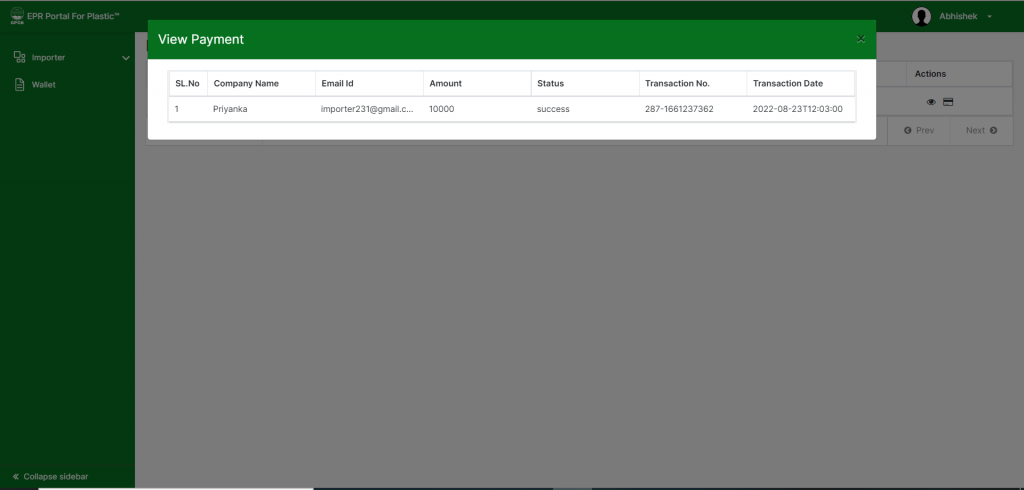 EPR Portal For Plastic™
Abhishek
View Payment
×
Importer
Wallet
SL.No Company Name Email Id Amount Status Transaction No. Transaction Date
1 Priyanka importer231@gmail.c... 10000 success 287-1661237362 2022-08-23T12:03:00
Actions
Prev Next
Collapse sidebar